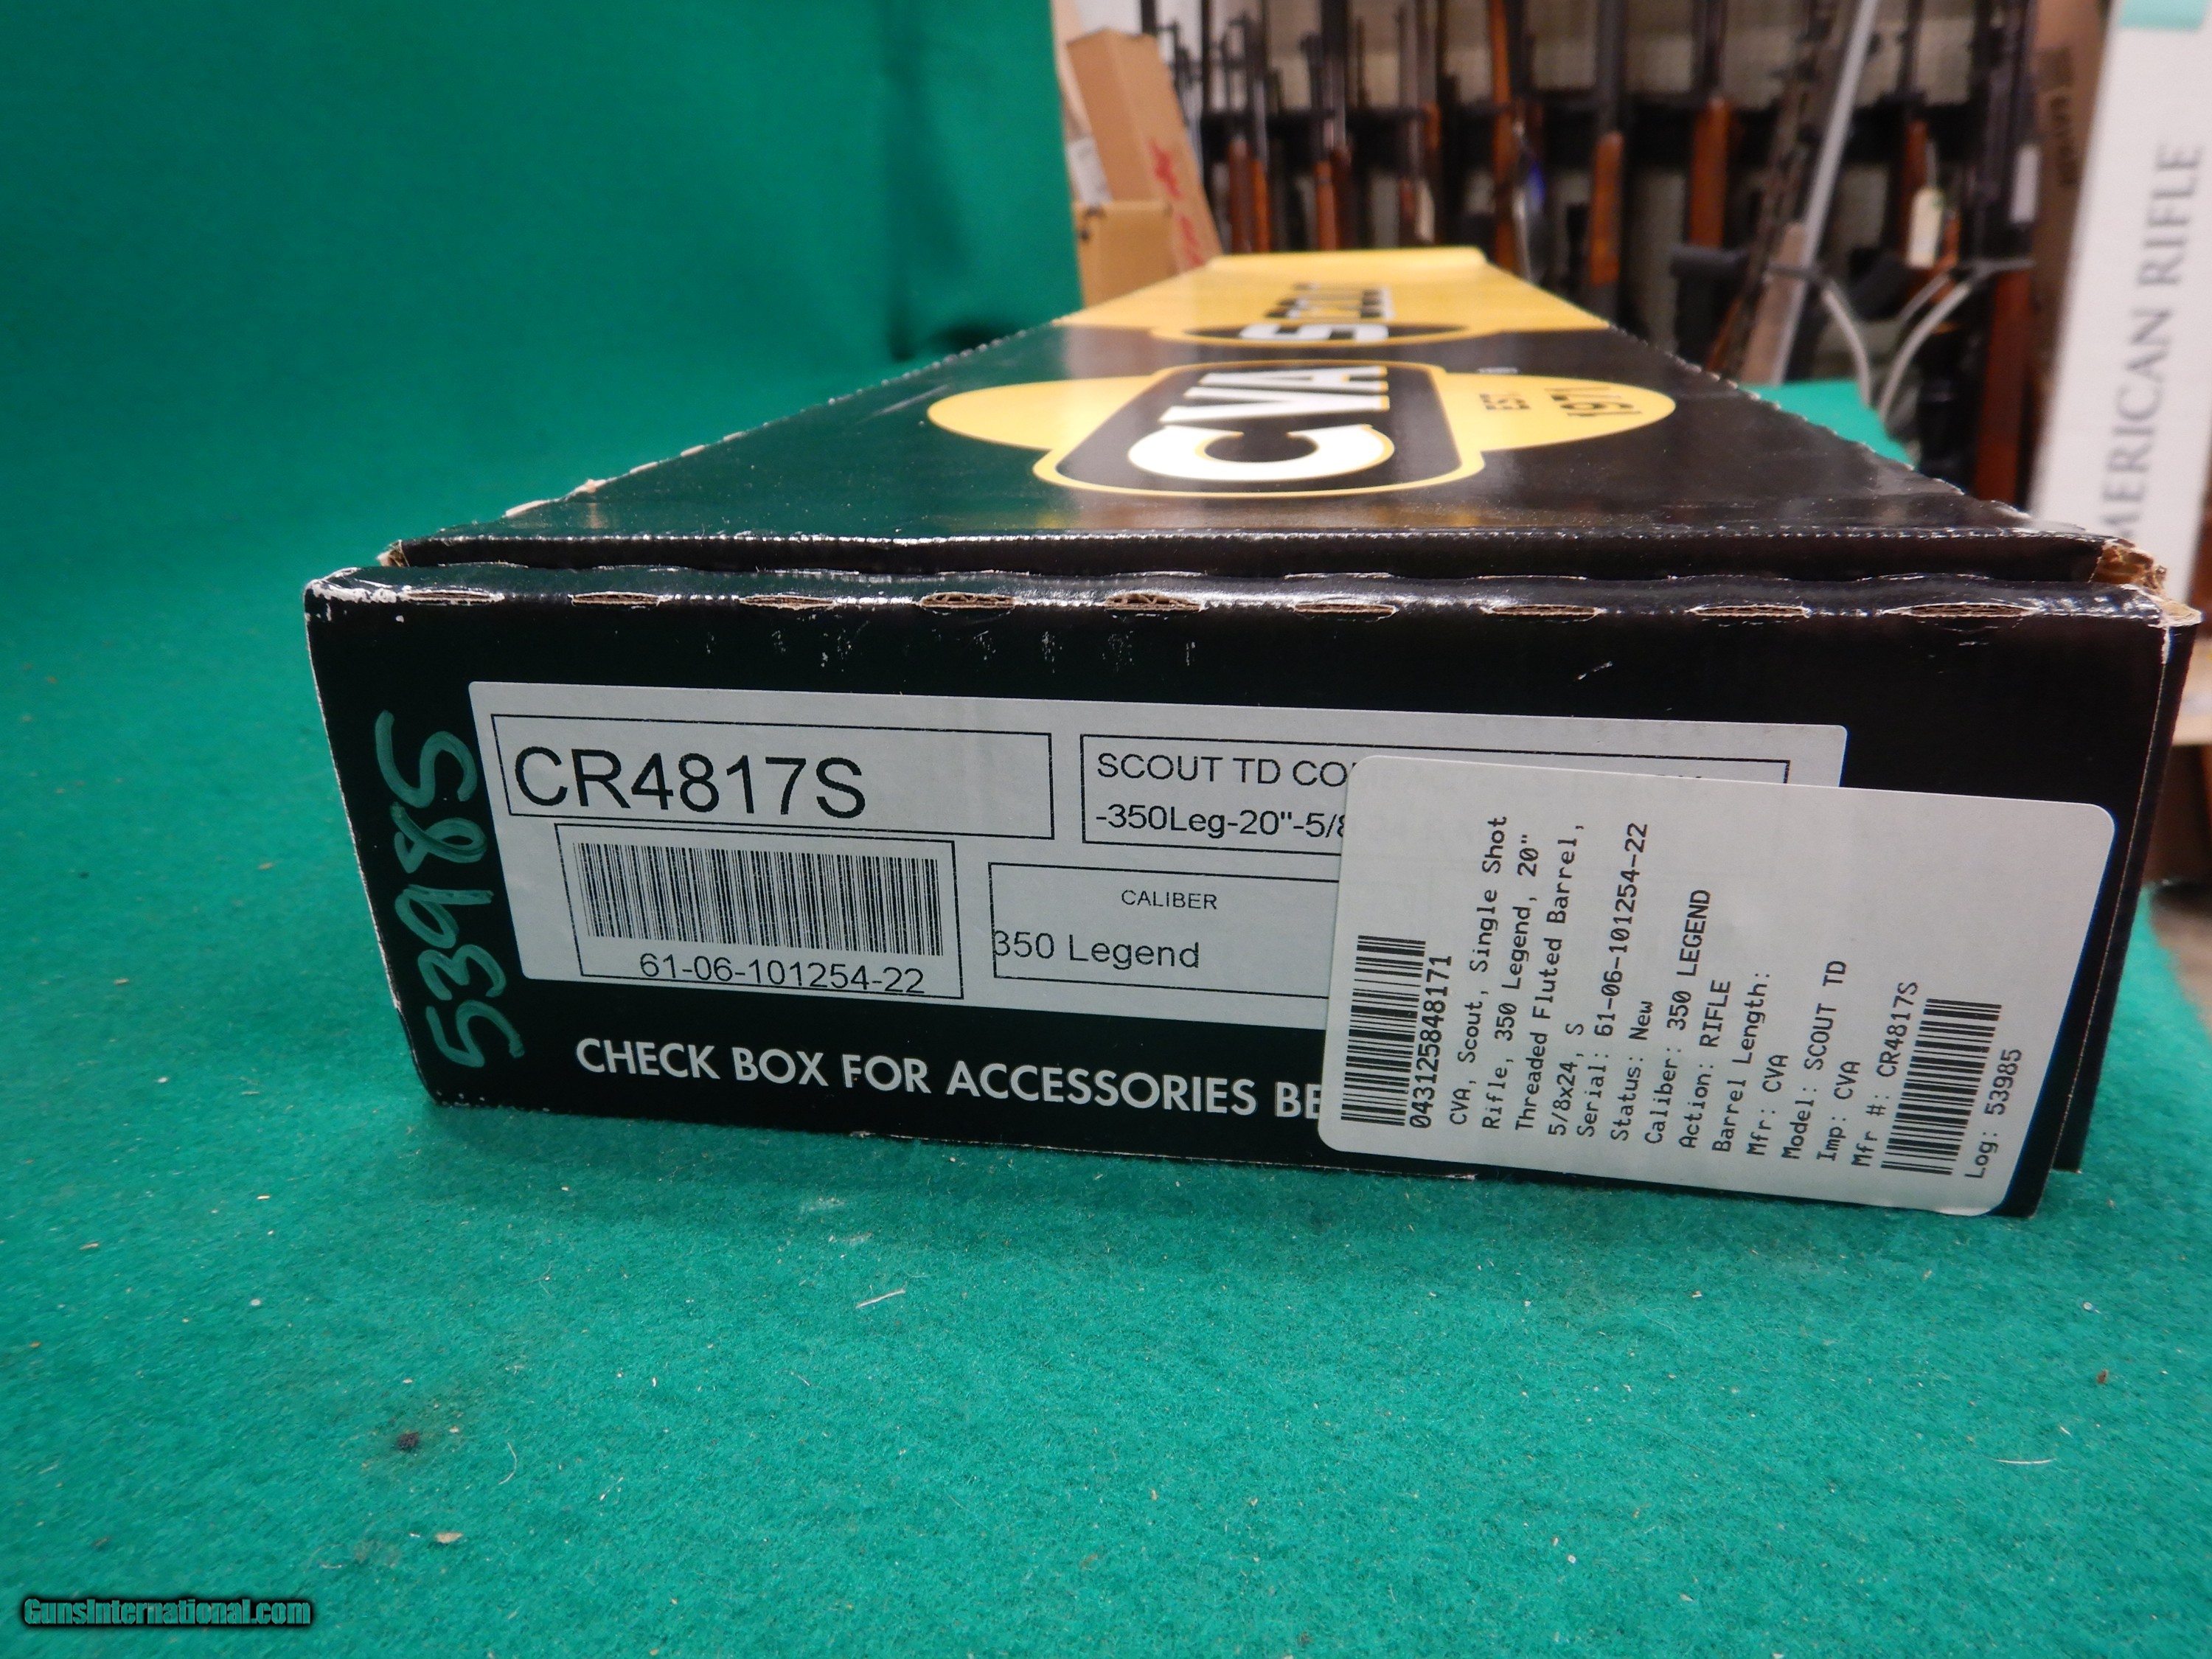 AMERICAN RIFLE
CVA
EST
1971
53985
CR4817S
SCOUT TD
-350Leg-20"-5/8
61-06-101254-22
CALIBER
350 Legend
CHECK BOX FOR ACCESSORIES
043125848171
CVA, Scout, Single Shot
Rifle, 350 Legend, 20"
Threaded Fluted Barrel,
5/8x24, S
Serial: 61-06-101254-22
Status: New
Caliber: 350 LEGEND
Action: RIFLE
Barrel Length:
Mfr: CVA
Model: SCOUT TD
Imp: CVA
Mfr #: CR4817S
Log: 53985
GunsInternational.com